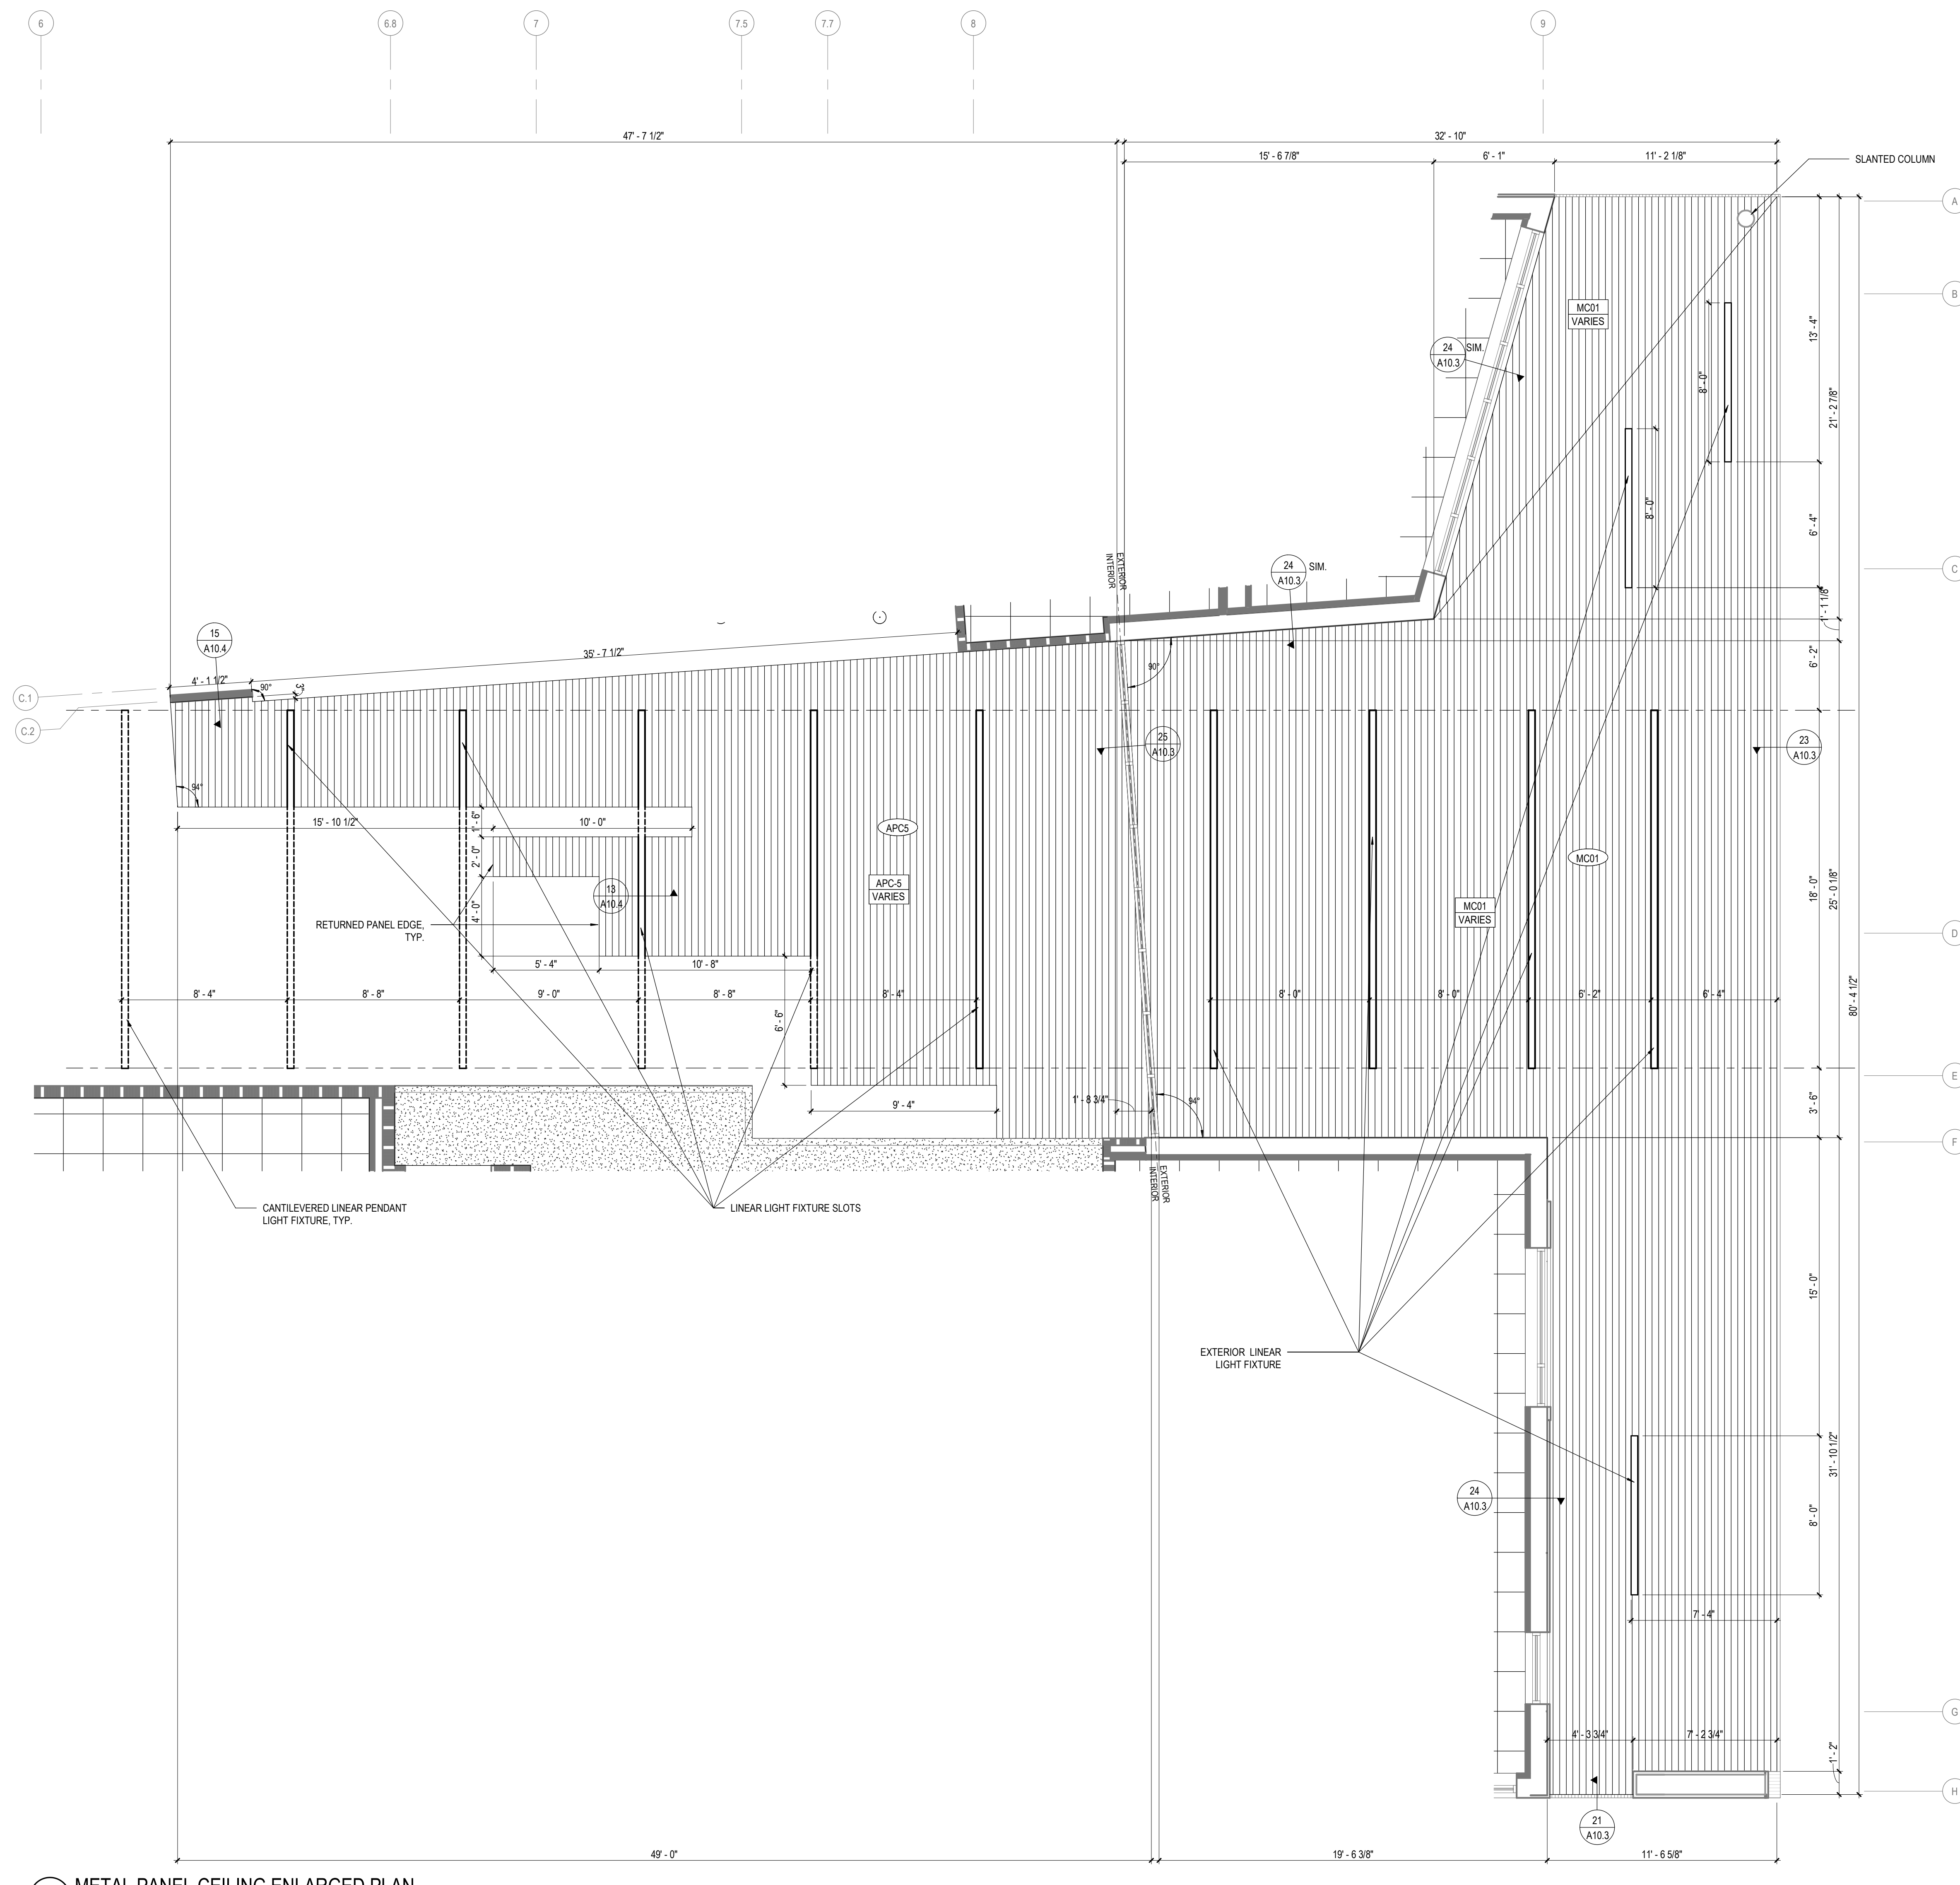 6
6.8
7
7.5
7.7
8
9
47' - 7 1/2"
32' - 10"
15' - 6 7/8"
6' - 1"
11' - 2 1/8"
SLANTED COLUMN
A
B
MC01
VARIES
13' - 4"
24
A10.3
SIM.
8' - 0"
21' - 2 7/8"
8' - 0"
6' - 4"
C
EXTERIOR
INTERIOR
24
A10.3
SIM.
1' - 1 1/8"
15
A10.4
35' - 7 1/2"
6' - 2"
4' - 1 1/2"
90°
3"
90°
C.1
C.2
25
A10.3
23
A10.3
94°
15' - 10 1/2"
10' - 0"
1' - 6"
2' - 0"
4' - 0"
APC5
APC-5
VARIES
13
A10.4
MC01
MC01
VARIES
18' - 0"
25' - 0 1/8"
RETURNED PANEL EDGE,
TYP.
D
5' - 4"
10' - 8"
8' - 4"
8' - 8"
9' - 0"
8' - 8"
8' - 4"
8' - 0"
8' - 0"
6' - 2"
6' - 4"
80' - 4 1/2"
6' - 6"
E
9' - 4"
1' - 8 3/4"
94°
3' - 6"
F
EXTERIOR
INTERIOR
CANTILEVERED LINEAR PENDANT
LIGHT FIXTURE, TYP.
LINEAR LIGHT FIXTURE SLOTS
15' - 0"
EXTERIOR LINEAR
LIGHT FIXTURE
31' - 10 1/2"
24
A10.3
8' - 0"
7' - 4"
G
4' - 3 3/4"
7' - 2 3/4"
1' - 2"
H
21
A10.3
49' - 0"
19' - 6 3/8"
11' - 6 5/8"
METAL PANEL CEILING ENLARGED PLAN